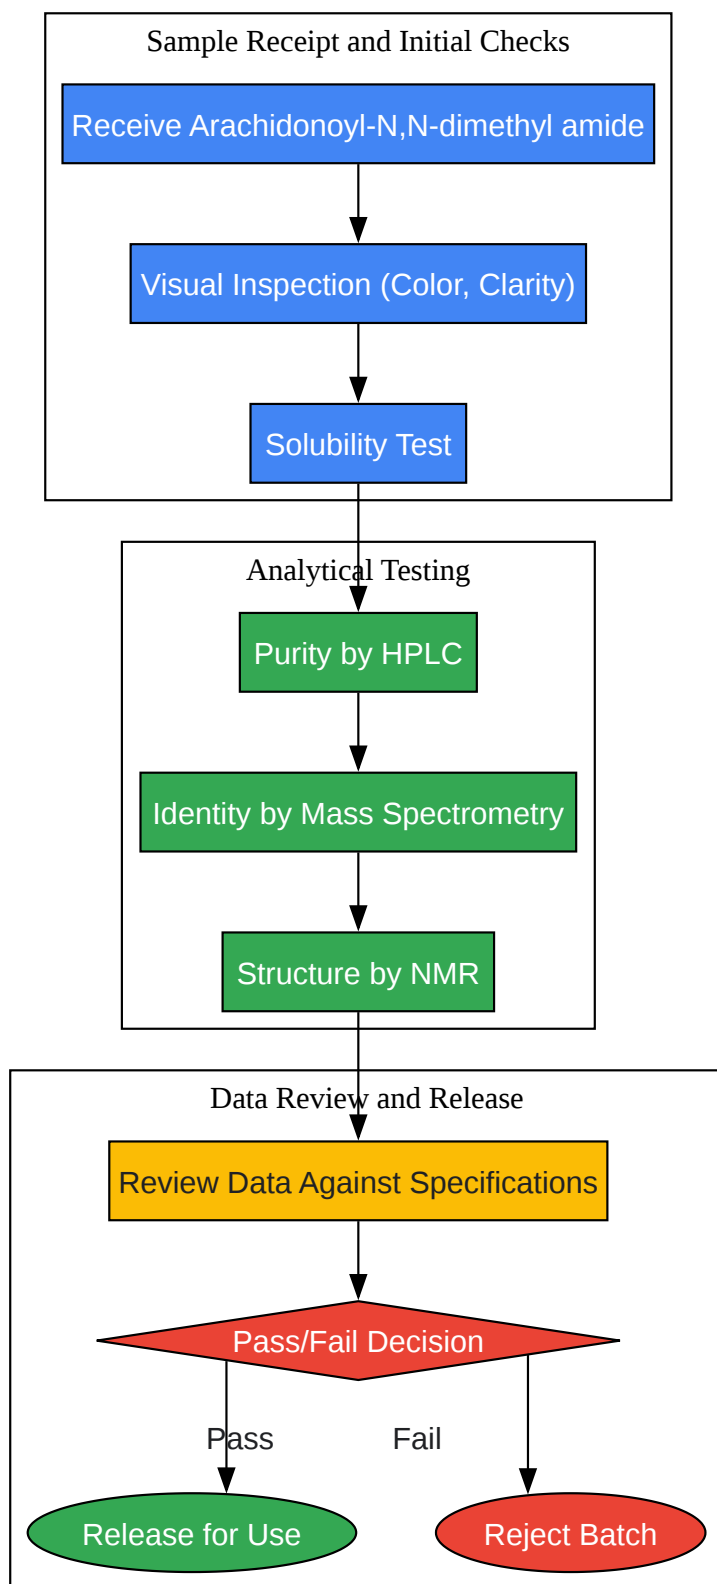 Sample Receipt and Initial Checks
Receive Arachidonoyl-N,N-dimethyl amide
Visual Inspection (Color, Clarity)
Solubility Test
Analytical Testing
Purity by HPLC
Identity by Mass Spectrometry
Structure by NMR
Data Review and Release
Review Data Against Specifications
Pass/Fail Decision
Pass
Fail
Release for Use
Reject Batch